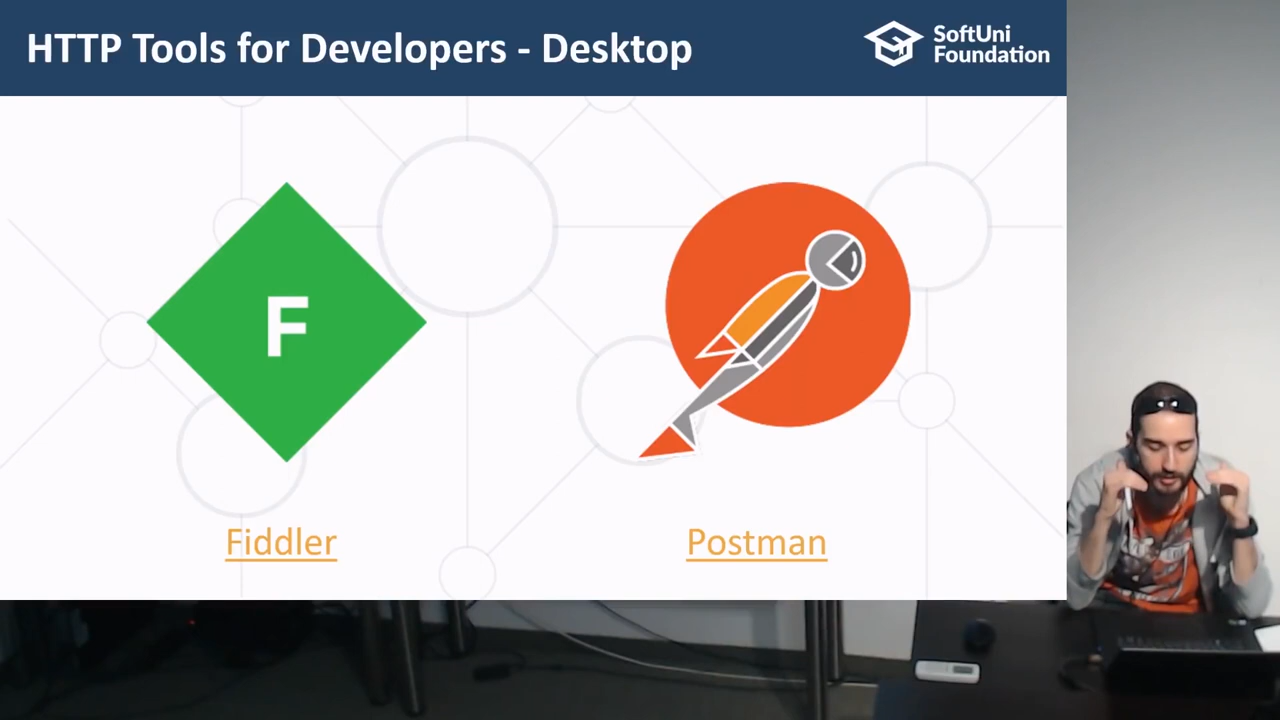 HTTP Tools for Developers - Desktop
SoftUni
Foundation
F
Fiddler
Postman